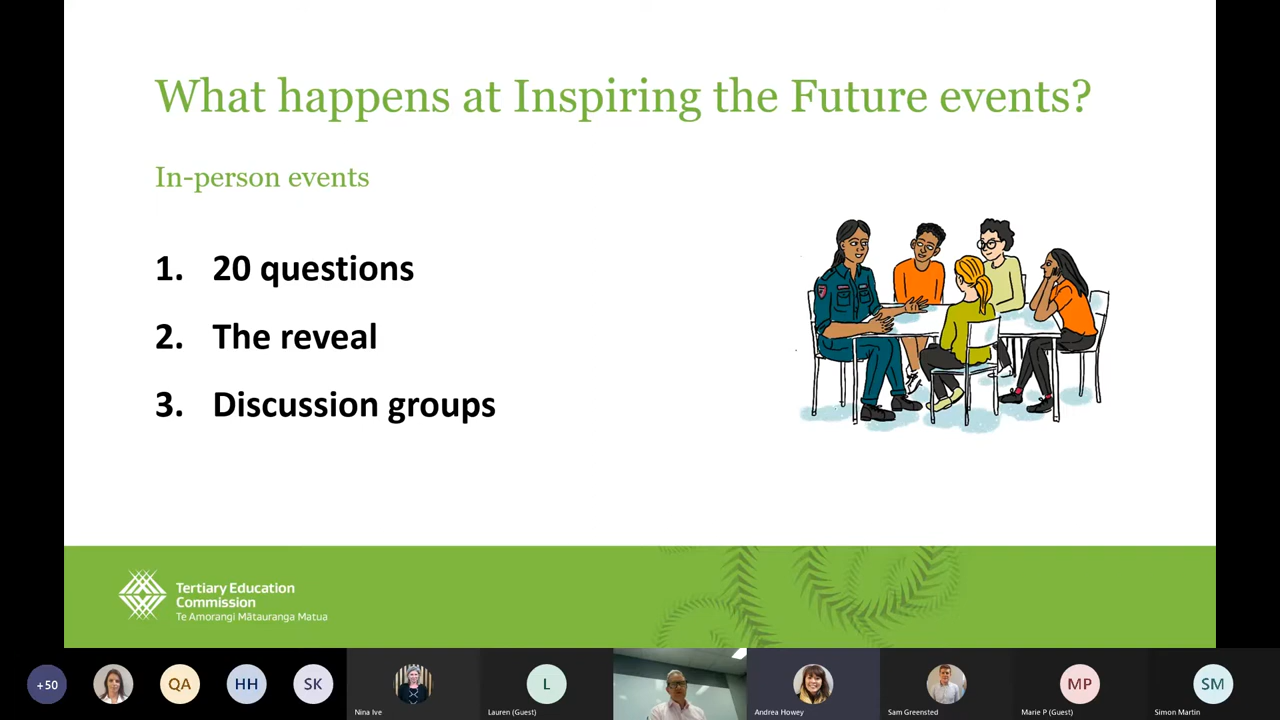 What happens at Inspiring the Future events?
In-person events
1. 20 questions
2. The reveal
3. Discussion groups
Tertiary Education
Commission
Te Amorangi Mātauranga Matua
+50
QA
HH
SK
Nina Ive
L
Lauren (Guest)
Andrea Howey
Sam Greensted
MP
Marie P (Guest)
SM
Simon Martin